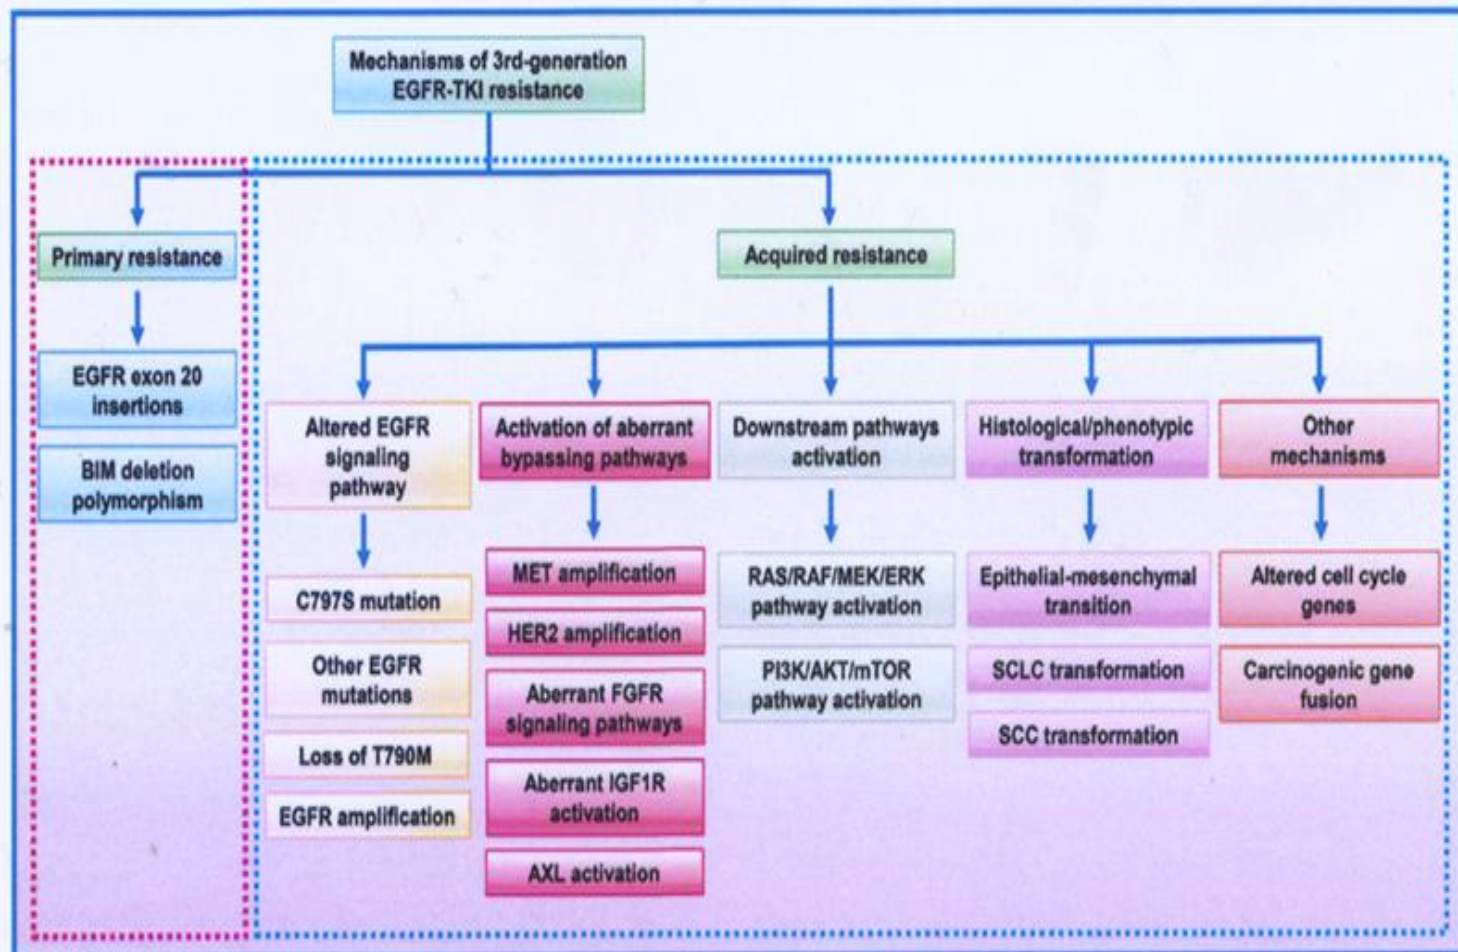 Mechanisms of 3rd-generation
EGFR-TKI resistance
Primary resistance
EGFR exon 20
insertions
BIM deletion
polymorphism
Acquired resistance
Altered EGFR
signaling
pathway
C797S mutation
Other EGFR
mutations
Loss of T790M
EGFR amplification
Activation of aberrant
bypassing pathways
MET amplification
HER2 amplification
Aberrant FGFR
signaling pathways
Aberrant IGF1R
activation
AXL activation
Downstream pathways
activation
RAS/RAF/MEK/ERK
pathway activation
PI3K/AKT/mTOR
pathway activation
Histological/phenotypic
transformation
Epithelial-mesenchymal
transition
SCLC transformation
SCC transformation
Other
mechanisms
Altered cell cycle
genes
Carcinogenic gene
fusion